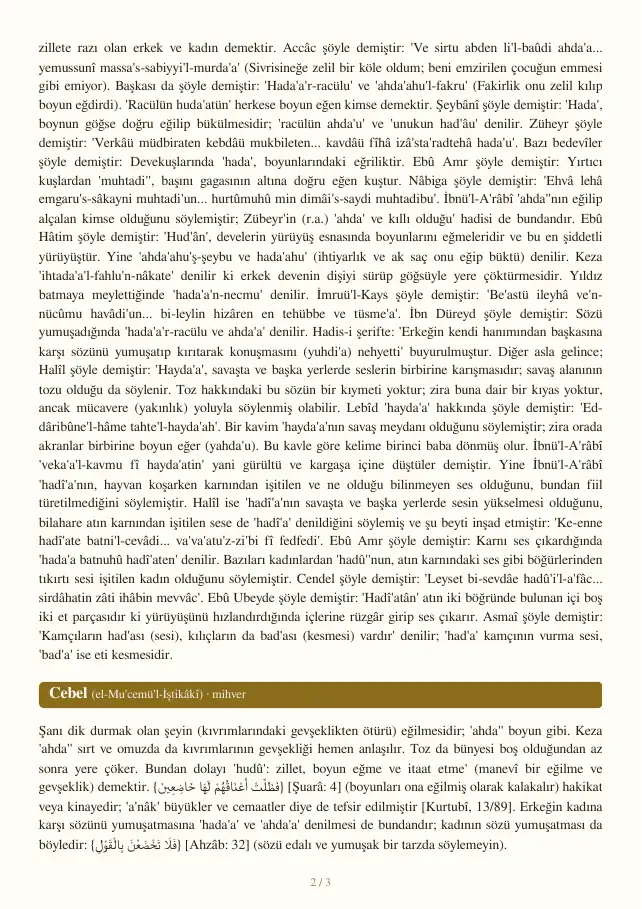 zillete razı olan erkek ve kadın demektir. Accâc şöyle demiştir: 'Ve sirtu abden li'l-baûdi ahda'a...
yemussunî massa's-sabiyyi'l-murda'a' (Sivrisineğe zelil bir köle oldum; beni emzirilen çocuğun emmesi
gibi emiyor). Başkası da şöyle demiştir: 'Hada'a'r-racülu' ve 'ahda'ahu'l-fakru' (Fakirlik onu zelil kılıp
boyun eğdirdi). 'Racülün huda'atün' herkese boyun eğen kimse demektir. Şeybânî şöyle demiştir: 'Hada',
boynun göğse doğru eğilip bükülmesidir; 'racülün ahda'u' ve 'unukun had'âu' denilir. Züheyr şöyle
demiştir: 'Verkâü müdbiraten kebdâü mukbileten... kavdâü fîhâ izâ'sta'radtehâ hada'u'. Bazı bedevîler
şöyle demiştir: Devekuşlarında 'hada', boyunlarındaki eğriliktir. Ebû Amr şöyle demiştir: Yırtıcı
kuşlardan 'muhtadi'', başını gagasının altına doğru eğen kuştur. Nâbiga şöyle demiştir: 'Ehvâ lehâ
emgaru's-sâkayni muhtadi'un... hurtûmuhû min dimâi's-saydi muhtadibu'. İbnü'l-A'râbî 'ahda''nın eğilip
alçalan kimse olduğunu söylemiştir; Zübeyr'in (r.a.) 'ahda' ve kıllı olduğu' hadisi de bundandır. Ebû
Hâtim şöyle demiştir: 'Hud'ân', develerin yürüyüş esnasında boyunlarını eğmeleridir ve bu en şiddetli
yürüyüştür. Yine 'ahda'ahu'ş-şeybu ve hada'ahu' (ihtiyarlık ve ak saç onu eğip büktü) denilir. Keza
'ihtada'a'l-fahlu'n-nâkate' denilir ki erkek devenin dişiyi sürüp göğsüyle yere çöktürmesidir. Yıldız
batmaya meylettiğinde 'hada'a'n-necmu' denilir. İmruü'l-Kays şöyle demiştir: 'Be'astü ileyhâ ve'n-
nücûmu havâdi'un... bi-leylin hizâren en tehübbe ve tüsme'a'. İbn Düreyd şöyle demiştir: Sözü
yumuşadığında 'hada'a'r-racülu ve ahda'a' denilir. Hadis-i şerifte: 'Erkeğin kendi hanımından başkasına
karşı sözünü yumuşatıp kırıtarak konuşmasını (yuhdi'a) nehyetti' buyurulmuştur. Diğer asla gelince;
Halîl şöyle demiştir: 'Hayda'a', savaşta ve başka yerlerde seslerin birbirine karışmasıdır; savaş alanının
tozu olduğu da söylenir. Toz hakkındaki bu sözün bir kıymeti yoktur; zira buna dair bir kıyas yoktur,
ancak mücavere (yakınlık) yoluyla söylenmiş olabilir. Lebîd 'hayda'a' hakkında şöyle demiştir: 'Ed-
dâribûne'l-hâme tahte'l-hayda'ah'. Bir kavim 'hayda'a'nın savaş meydanı olduğunu söylemiştir; zira orada
akranlar birbirine boyun eğer (yahda'u). Bu kavle göre kelime birinci baba dönmüş olur. İbnü'l-A'râbî
'veka'a'l-kavmu fî hayda'atin' yani gürültü ve kargaşa içine düştüler demiştir. Yine İbnü'l-A'râbî
'hadî'a'nın, hayvan koşarken karnından işitilen ve ne olduğu bilinmeyen ses olduğunu, bundan fiil
türetilmediğini söylemiştir. Halîl ise 'hadî'a'nın savaşta ve başka yerlerde sesin yükselmesi olduğunu,
bilahare atın karnından işitilen sese de 'hadî'a' denildiğini söylemiş ve şu beyti inşad etmiştir: 'Ke-enne
hadî'ate batni'l-cevâdi... va'va'atu'z-zi'bi fî fedfedi'. Ebû Amr şöyle demiştir: Karnı ses çıkardığında
'hada'a batnuhû hadî'aten' denilir. Bazıları kadınlardan 'hadû''nun, atın karnındaki ses gibi böğürlerinden
tıkırtı sesi işitilen kadın olduğunu söylemiştir. Cendel şöyle demiştir: 'Leyset bi-sevdâe hadû'i'l-a'fâc...
sirdâhatin zâti ihâbin mevvâc'. Ebû Ubeyde şöyle demiştir: 'Hadî'atân' atın iki böğründe bulunan içi boş
iki et parçasıdır ki yürüyüşünü hızlandırdığında içlerine rüzgâr girip ses çıkarır. Asmaî şöyle demiştir:
'Kamçıların had'ası (sesi), kılıçların da bad'ası (kesmesi) vardır' denilir; 'had'a' kamçının vurma sesi,
'bad'a' ise eti kesmesidir.
Cebel (el-Mu'cemü'l-İştikâkî) · mihver
Şanı dik durmak olan şeyin (kıvrımlarındaki gevşeklikten ötürü) eğilmesidir; 'ahda'' boyun gibi. Keza
'ahda'' sırt ve omuzda da kıvrımlarının gevşekliği hemen anlaşılır. Toz da bünyesi boş olduğundan az
sonra yere çöker. Bundan dolayı 'hudû': zillet, boyun eğme ve itaat etme' (manevî bir eğilme ve
gevşeklik) demektir. {فَظَلَّتْ أَعْنَاقُهُمْ لَهَا خَاضِعِينَ} [Şuarâ: 4] (boyunları ona eğilmiş olarak kalakalır) hakikat
veya kinayedir; 'a'nâk' büyükler ve cemaatler diye de tefsir edilmiştir [Kurtubî, 13/89]. Erkeğin kadına
karşı sözünü yumuşatmasına 'hada'a' ve 'ahda'a' denilmesi de bundandır; kadının sözü yumuşatması da
böyledir: {فَلَا تَخْضَعْنَ بِالْقَوْلِ} [Ahzâb: 32] (sözü edalı ve yumuşak bir tarzda söylemeyin).
2 / 3